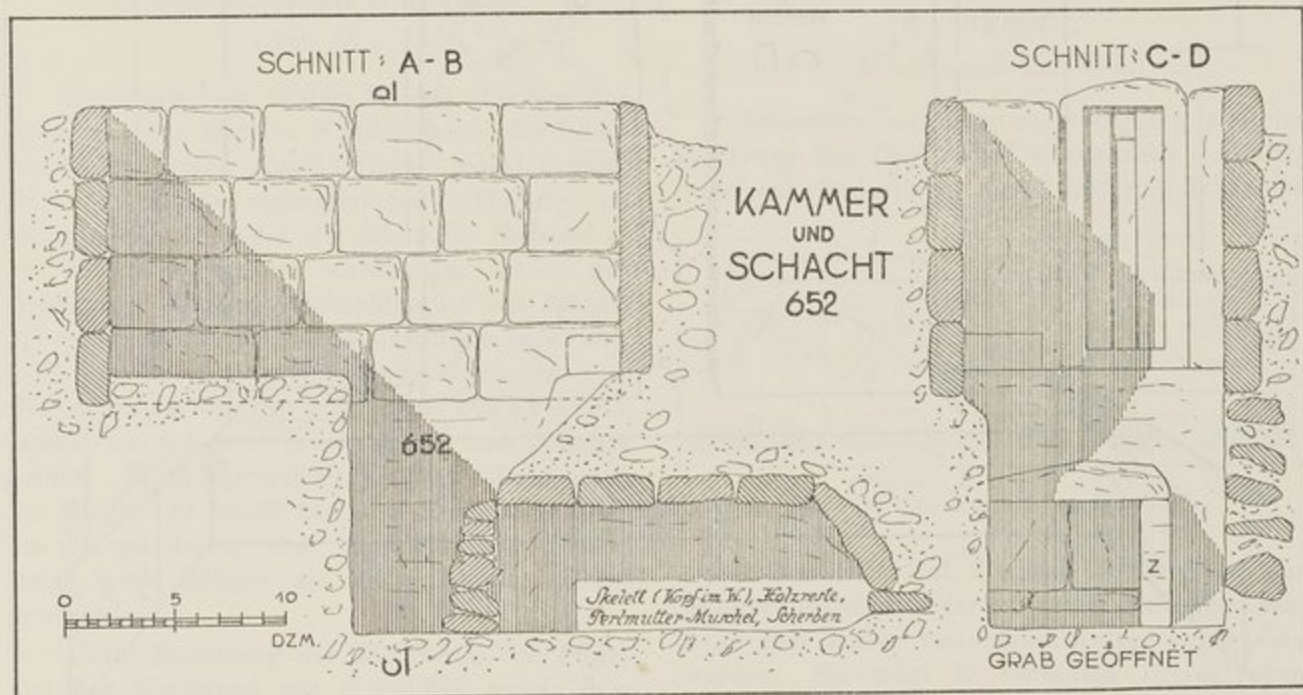 SCHNITT: A-B
D
KAMMER
UND
SCHACHT
652
652
Skelett (Kopf im W.), Holzreste,
Perlmutter Muschel, Scherben
0 5 10
DZM.
C
SCHNITT: C-D
Z
GRAB GEÖFFNET